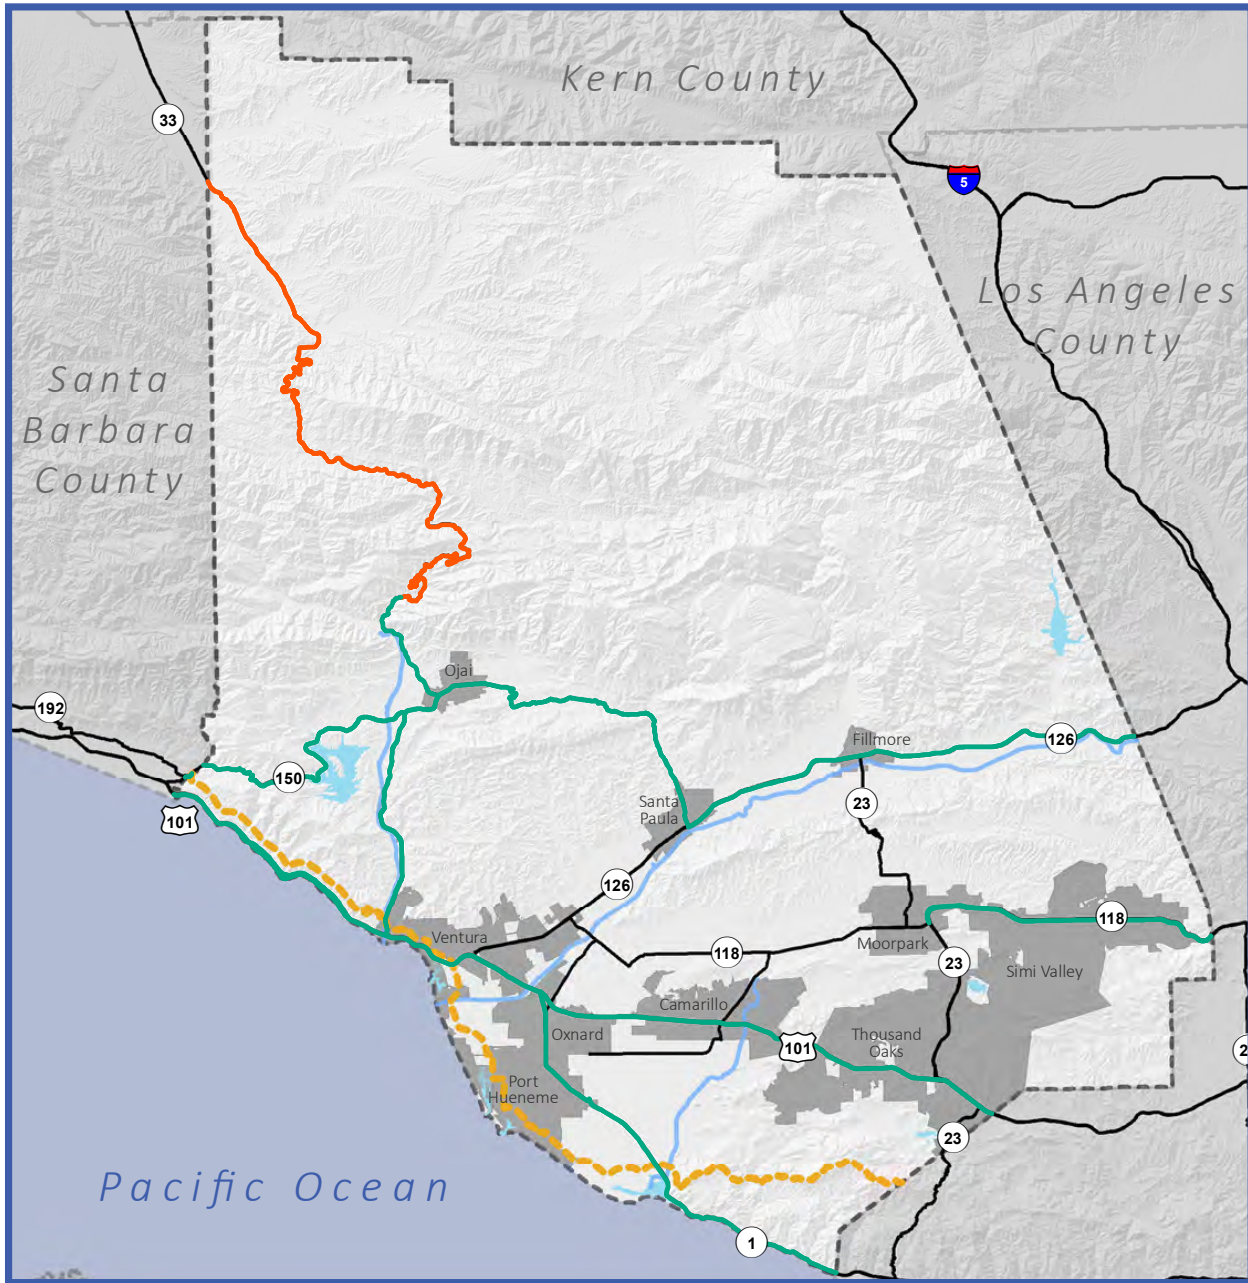 Kern County
33
5
Los Angeles
County
Santa
Barbara
County
Ojai
192
150
Fillmore
126
101
Santa
Paula
23
126
Ventura
118
Moorpark
118
23
Simi Valley
Camarillo
Oxnard
101
Thousand
Oaks
2
Port
Hueneme
23
Pacific Ocean
1